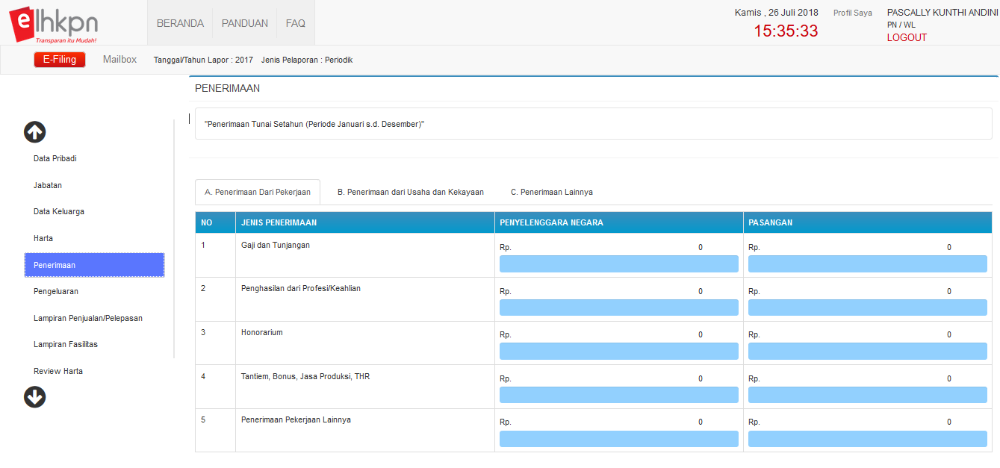 elhkpn
Transparan itu Mudah!
BERANDA PANDUAN FAQ
Kamis , 26 Juli 2018 Profil Saya PASCALLY KUNTHI ANDINI
15:35:33 PN / WL
LOGOUT
E-Filing Mailbox Tanggal/Tahun Lapor : 2017 Jenis Pelaporan : Periodik
PENERIMAAN
"Penerimaan Tunai Setahun (Periode Januari s.d. Desember)"
Data Pribadi
Jabatan
Data Keluarga
Harta
Penerimaan
Pengeluaran
Lampiran Penjualan/Pelepasan
Lampiran Fasilitas
Review Harta
A. Penerimaan Dari Pekerjaan B. Penerimaan dari Usaha dan Kekayaan C. Penerimaan Lainnya
NO JENIS PENERIMAAN PENYELENGGARA NEGARA PASANGAN
1 Gaji dan Tunjangan Rp. 0 Rp. 0
2 Penghasilan dari Profesi/Keahlian Rp. 0 Rp. 0
3 Honorarium Rp. 0 Rp. 0
4 Tantiem, Bonus, Jasa Produksi, THR Rp. 0 Rp. 0
5 Penerimaan Pekerjaan Lainnya Rp. 0 Rp. 0